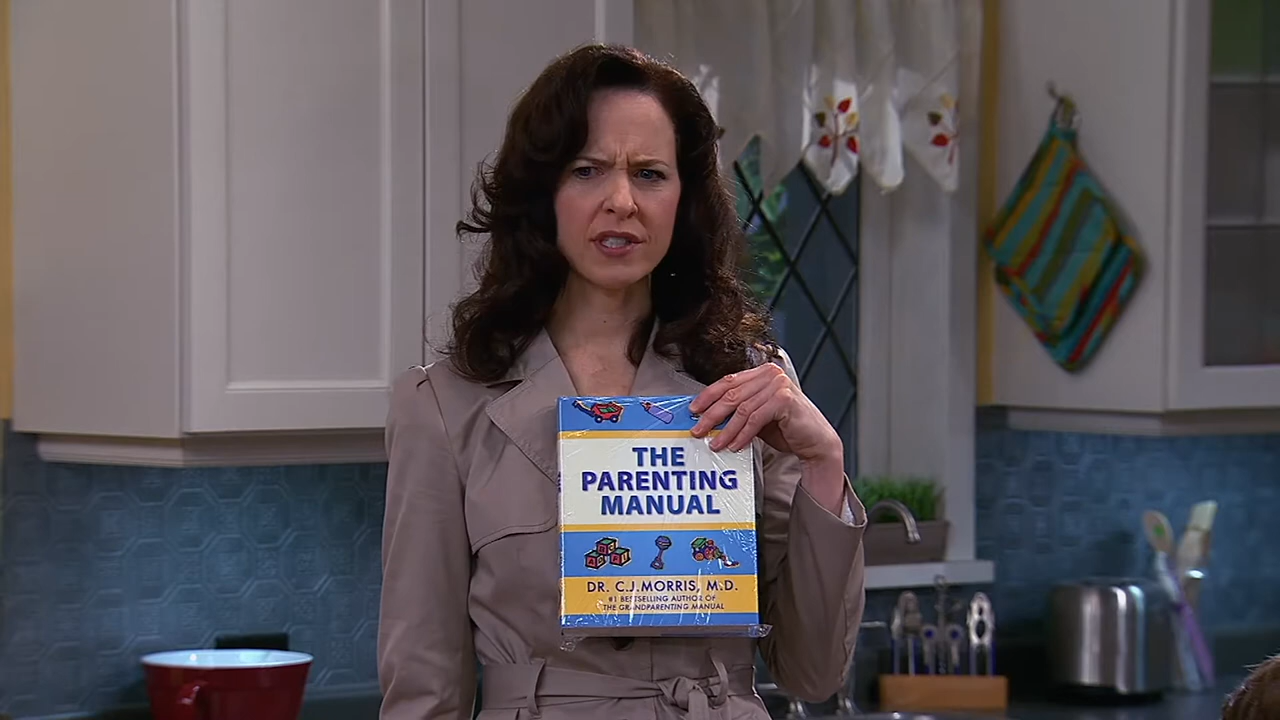 THE
PARENTING
MANUAL
DR. C.J. MORRIS, M.D.
#1 BESTSELLING AUTHOR OF
THE GRANDPARENTING MANUAL